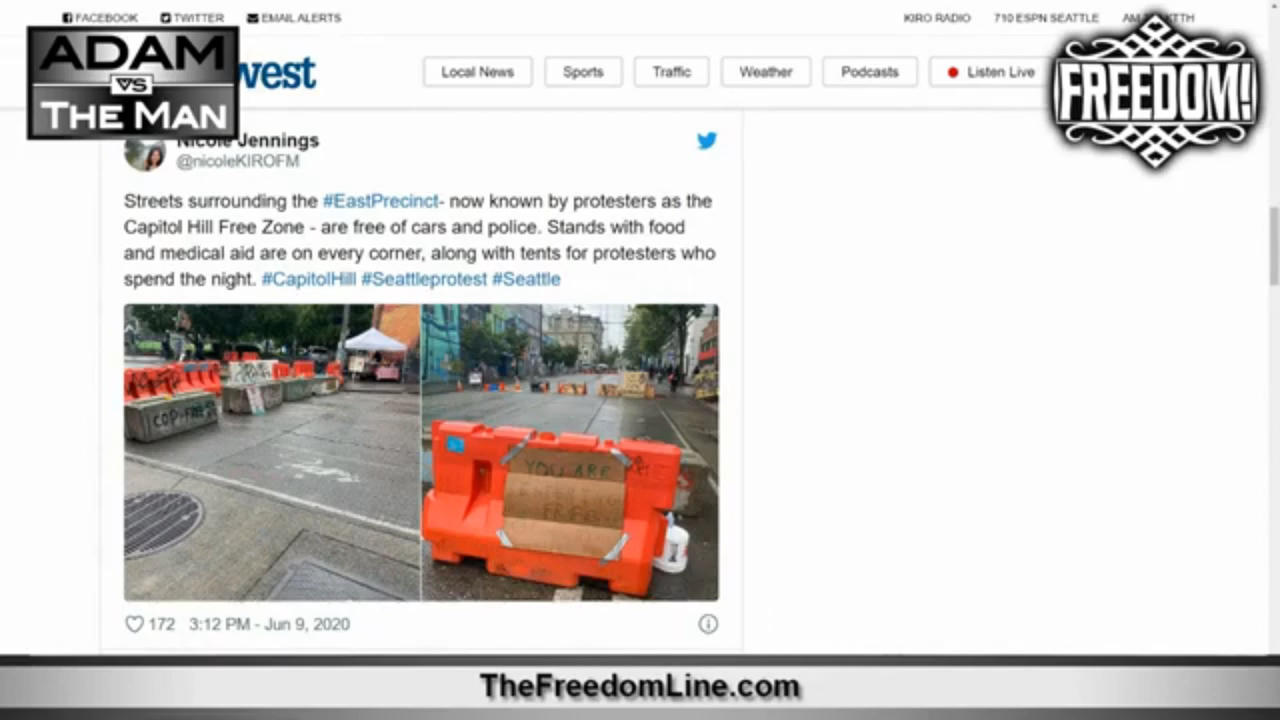 FACEBOOK TWITTER EMAIL ALERTS KIRO RADIO 710 ESPN SEATTLE
ADAM
VS
THE MAN
west
Local News Sports Traffic Weather Podcasts Listen Live
FREEDOM!
Nicole Jennings
@nicoleKIROFM
Streets surrounding the #EastPrecinct- now known by protesters as the
Capitol Hill Free Zone - are free of cars and police. Stands with food
and medical aid are on every corner, along with tents for protesters who
spend the night. #CapitolHill #Seattleprotest #Seattle
COP-FREE
YOU ARE
172 3:12 PM - Jun 9, 2020
TheFreedomLine.com